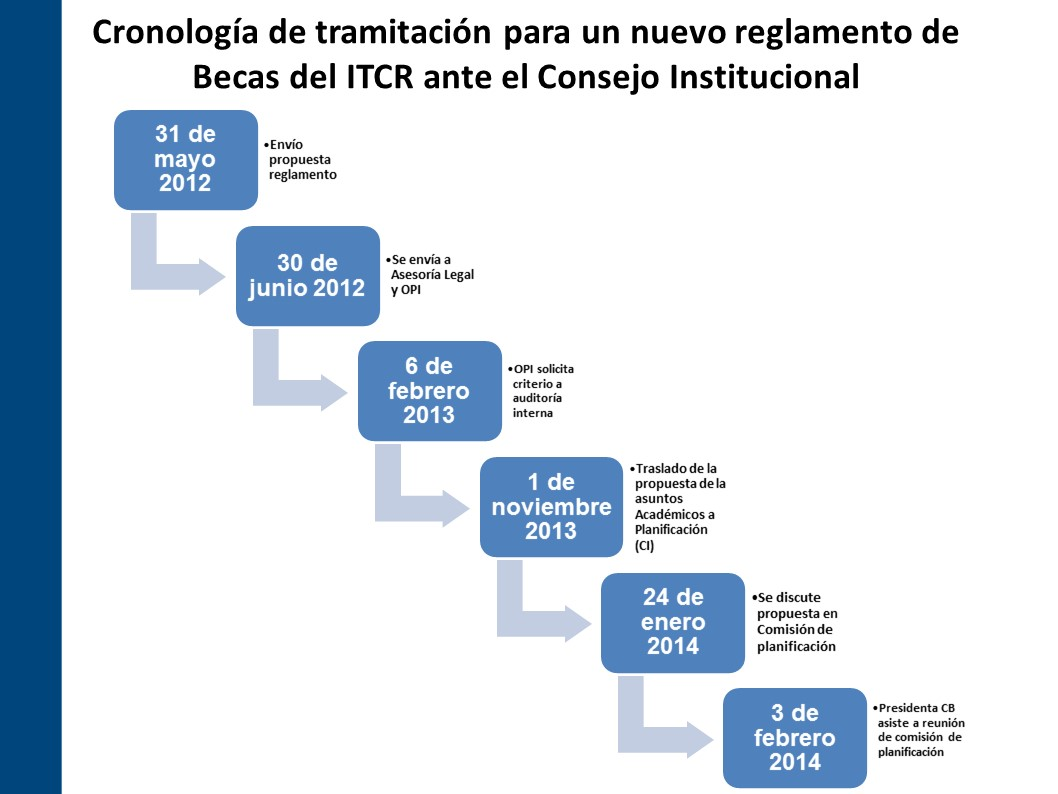 Cronología de tramitación para un nuevo reglamento de
Becas del ITCR ante el Consejo Institucional
31 de
mayo
2012
•Envío
propuesta
reglamento
30 de
junio 2012
•Se envía a
Asesoría Legal
y OPI
6 de
febrero
2013
•OPI solicita
criterio a
auditoría
interna
1 de
noviembre
2013
•Traslado de la
propuesta de la
asuntos
Académicos a
Planificación
(CI)
24 de
enero
2014
•Se discute
propuesta en
Comisión de
planificación
3 de
febrero
2014
•Presidenta CB
asiste a reunión
de comisión de
planificación